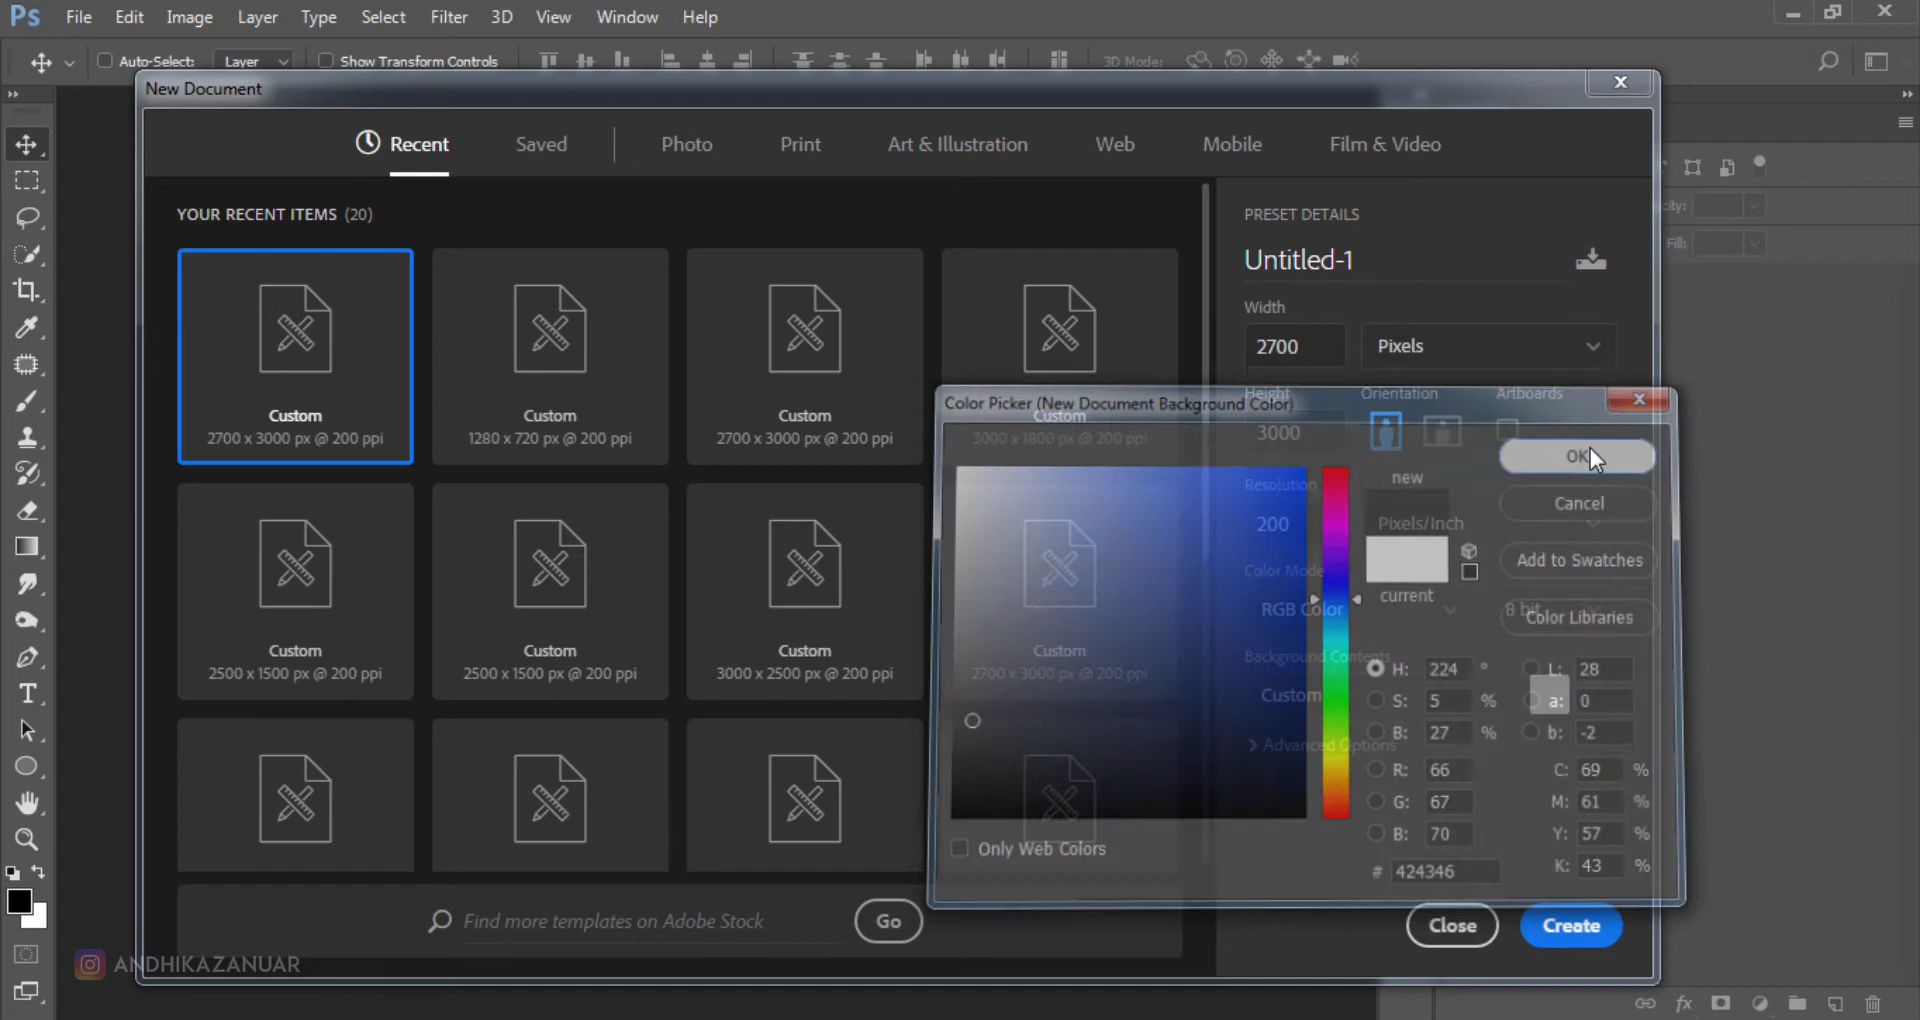 Ps File Edit Image Layer Type Select Filter 3D View Window Help
Auto-Select: Layer Show Transform Controls 3D Mode:
New Document
Recent Saved Photo Print Art & Illustration Web Mobile Film & Video
YOUR RECENT ITEMS (20)
Custom
2700 x 3000 px @ 200 ppi
Custom
1280 x 720 px @ 200 ppi
Custom
2700 x 3000 px @ 200 ppi
Custom
3000 x 1800 px @ 200 ppi
Custom
2500 x 1500 px @ 200 ppi
Custom
2500 x 1500 px @ 200 ppi
Custom
3000 x 2500 px @ 200 ppi
Custom
2700 x 3000 px @ 200 ppi
Find more templates on Adobe Stock
Go
PRESET DETAILS
Untitled-1
Width
2700 Pixels
Height Orientation Artboards
3000
Resolution
200 Pixels/Inch
Color Mode
RGB Color 8 bit
Background Contents
Custom
Advanced Options
Close Create
Color Picker (New Document Background Color)
new
current
OK
Cancel
Add to Swatches
Color Libraries
H: 224 °
S: 5 %
B: 27 %
R: 66
G: 67
B: 70
# 424346
L: 28
a: 0
b: -2
C: 69 %
M: 61 %
Y: 57 %
K: 43 %
Only Web Colors
Fill:
T
fx
ANDHIKAZANUAR